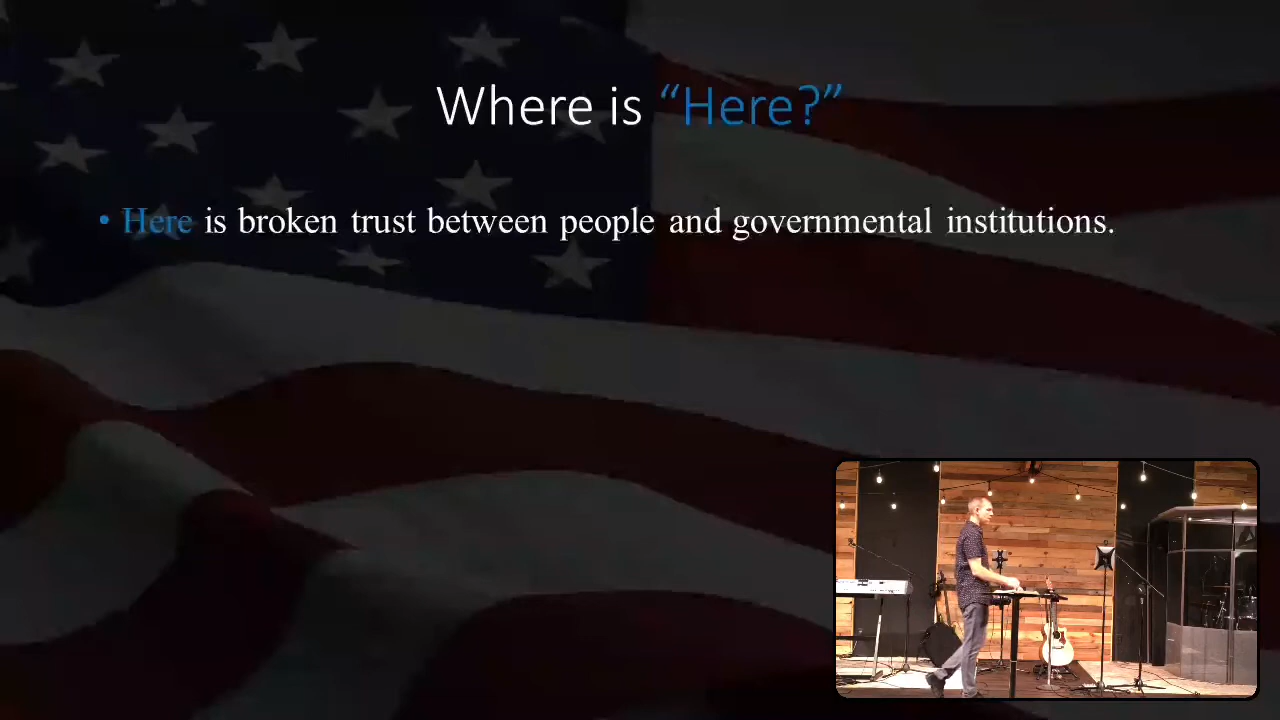 Where is “Here?”
• Here is broken trust between people and governmental institutions.